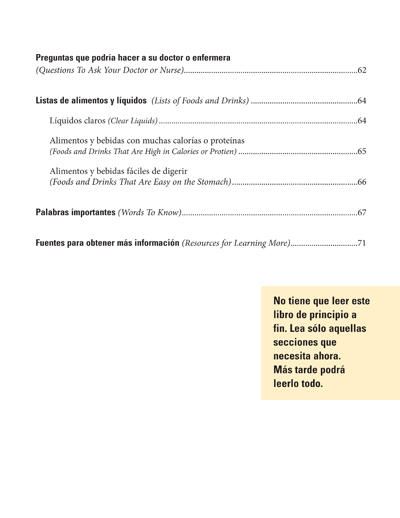 Preguntas que podría hacer a su doctor o enfermera
(Questions To Ask Your Doctor or Nurse)..............................................................................62
Listas de alimentos y líquidos (Lists of Foods and Drinks) ................................................64
Líquidos claros (Clear Liquids) .........................................................................................64
Alimentos y bebidas con muchas calorías o proteínas
(Foods and Drinks That Are High in Calories or Protien) ......................................................65
Alimentos y bebidas fáciles de digerir
(Foods and Drinks That Are Easy on the Stomach).........................................................66
Palabras importantes (Words To Know)...............................................................................67
Fuentes para obtener más información (Resources for Learning More)..............................71
No tiene que leer este
libro de principio a
fin. Lea sólo aquellas
secciones que
necesita ahora.
Más tarde podrá
leerlo todo.